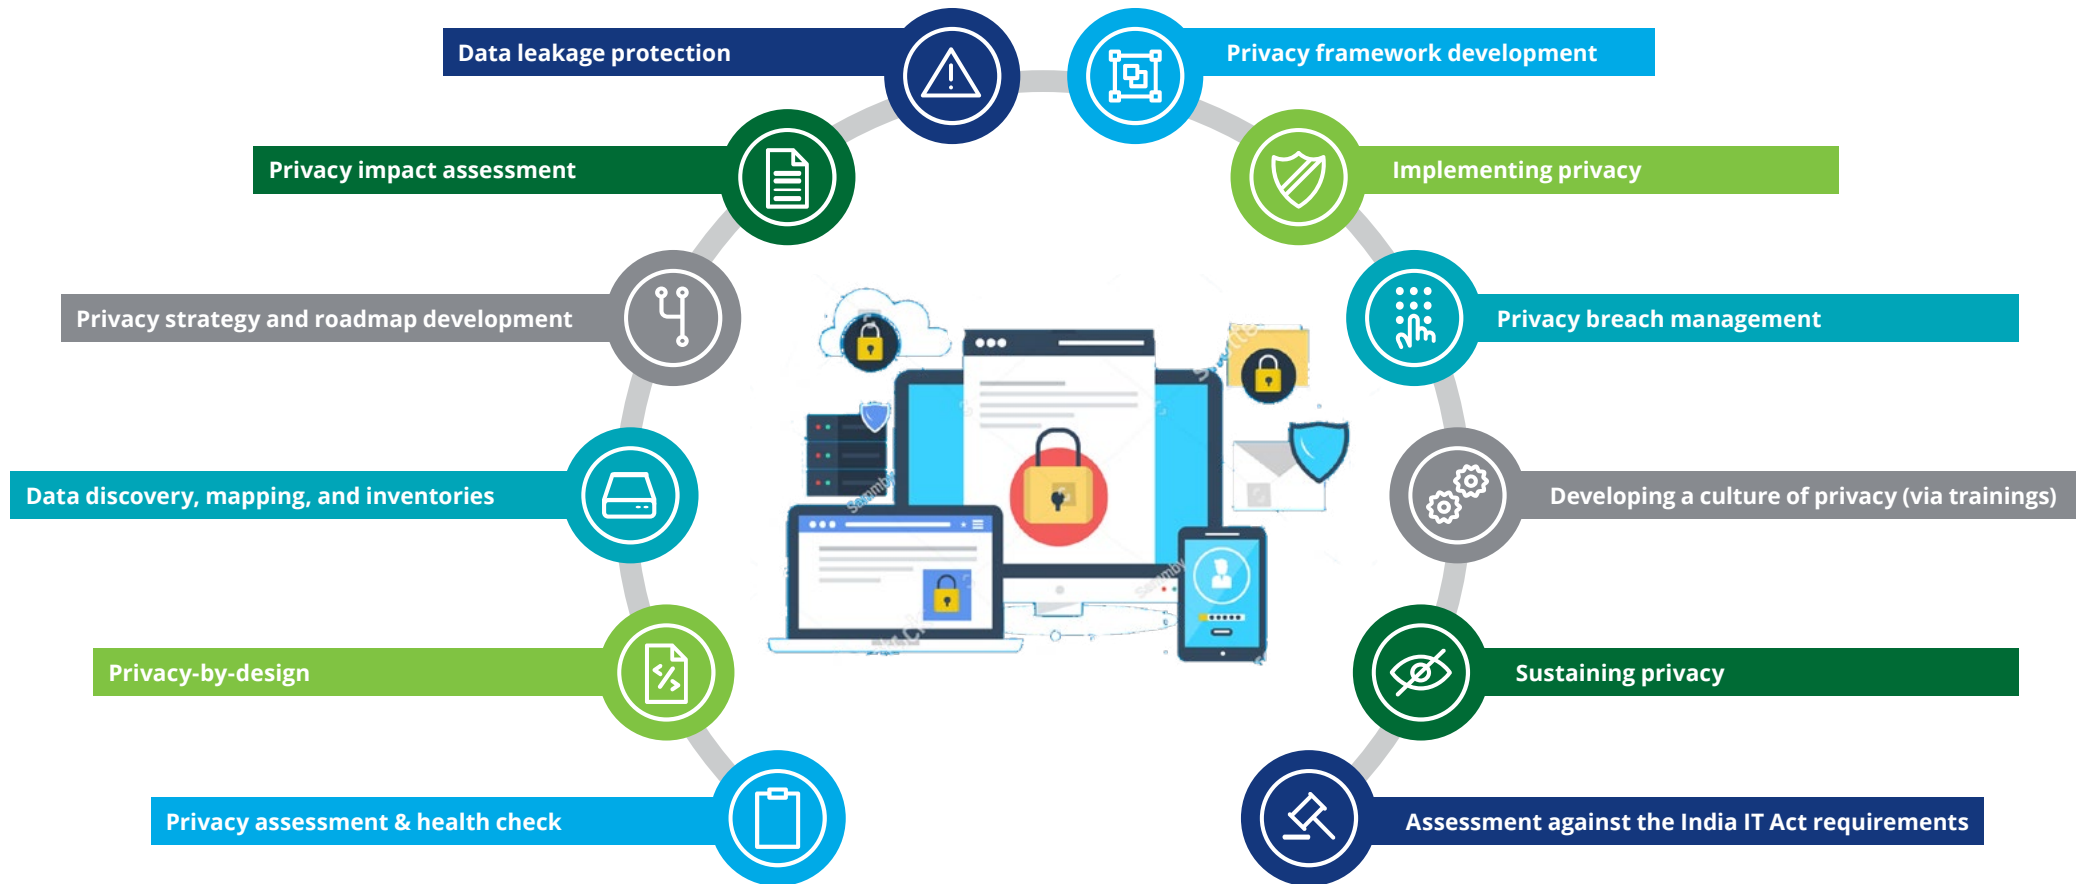 Data leakage protection
Privacy framework development
Privacy impact assessment
Implementing privacy
Privacy strategy and roadmap development
Privacy breach management
Data discovery, mapping, and inventories
Developing a culture of privacy (via trainings)
Privacy-by-design
Sustaining privacy
Privacy assessment & health check
Assessment against the India IT Act requirements